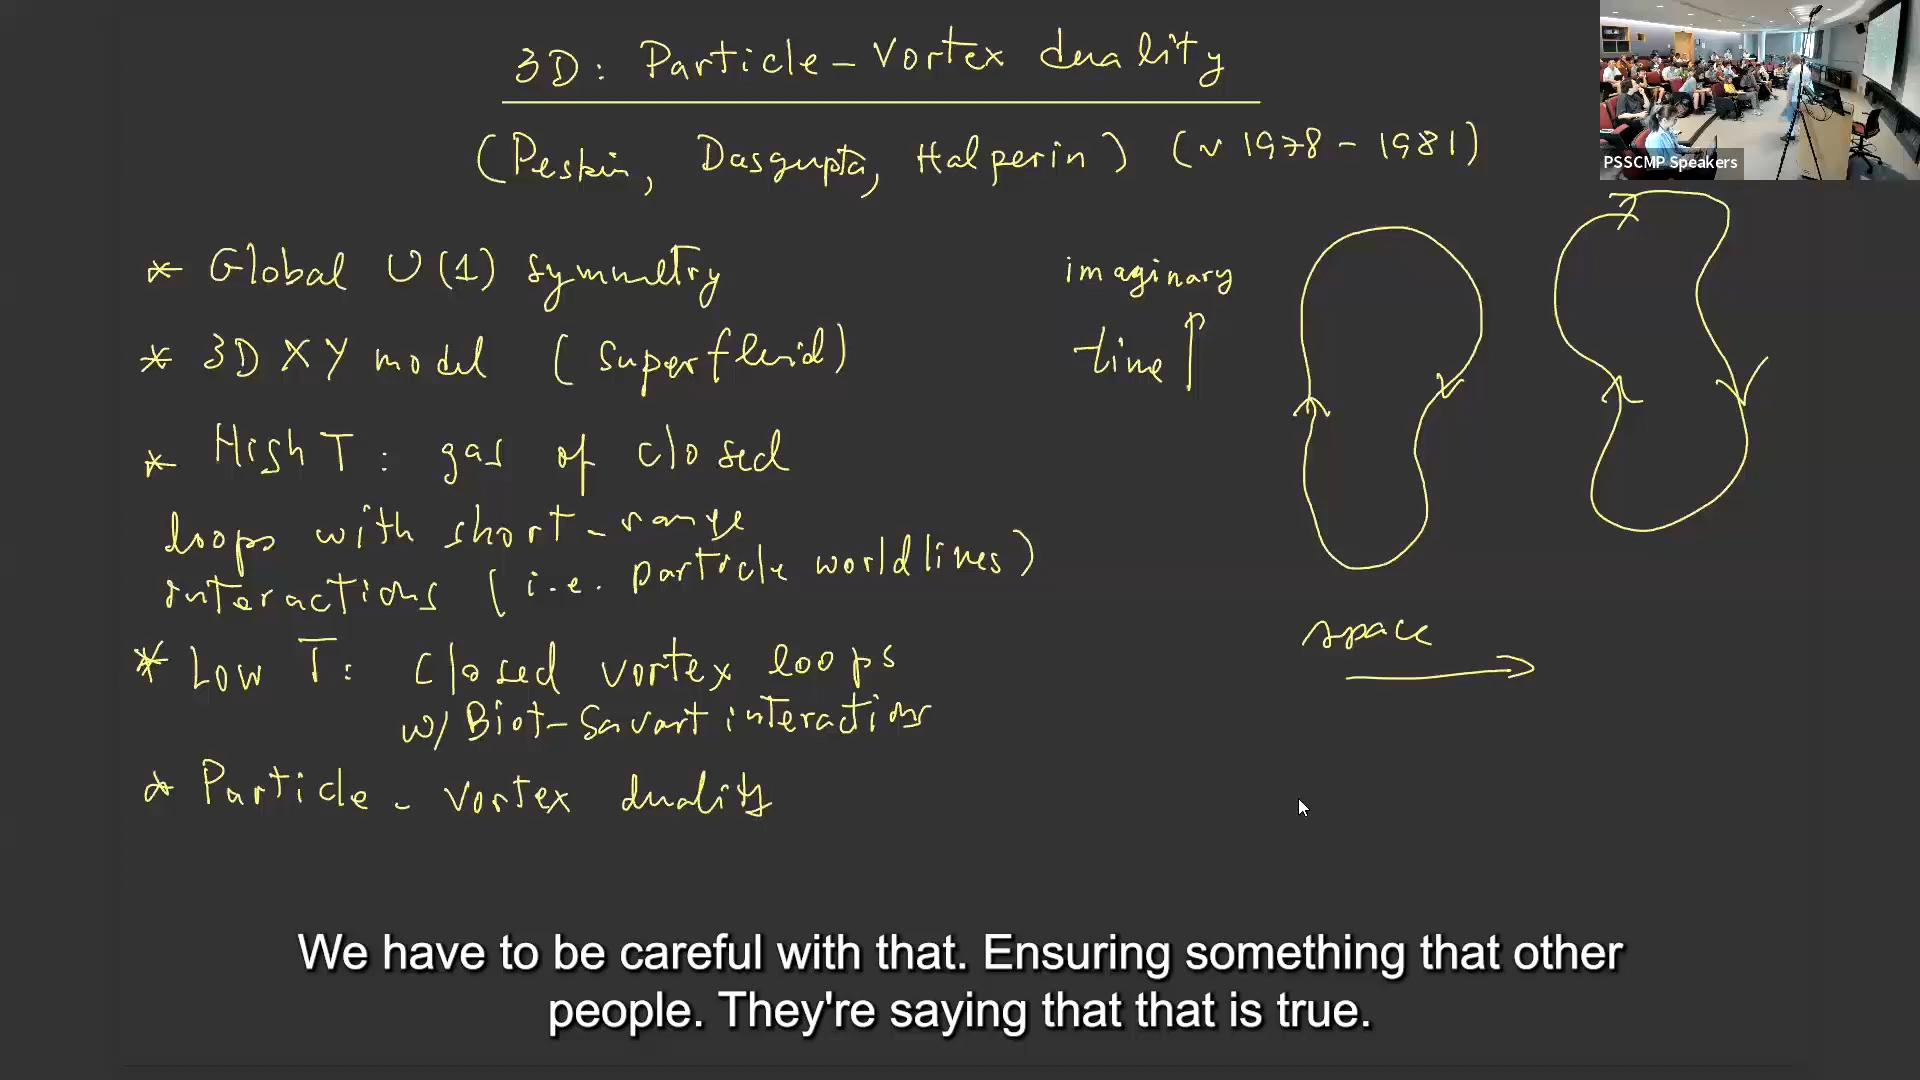 3D: Particle-Vortex duality
(Peskin, Dasgupta, Halperin) (~ 1978 - 1981)
PSSCMP Speakers
* Global U(1) symmetry
* 3D XY model (superfluid)
* High T: gas of closed
loops with short-range
interactions (i.e. particle worldlines)
* Low T: closed vortex loops
w/ Biot-Savart interactions
* Particle - vortex duality
imaginary
time
space
We have to be careful with that. Ensuring something that other
people. They're saying that that is true.